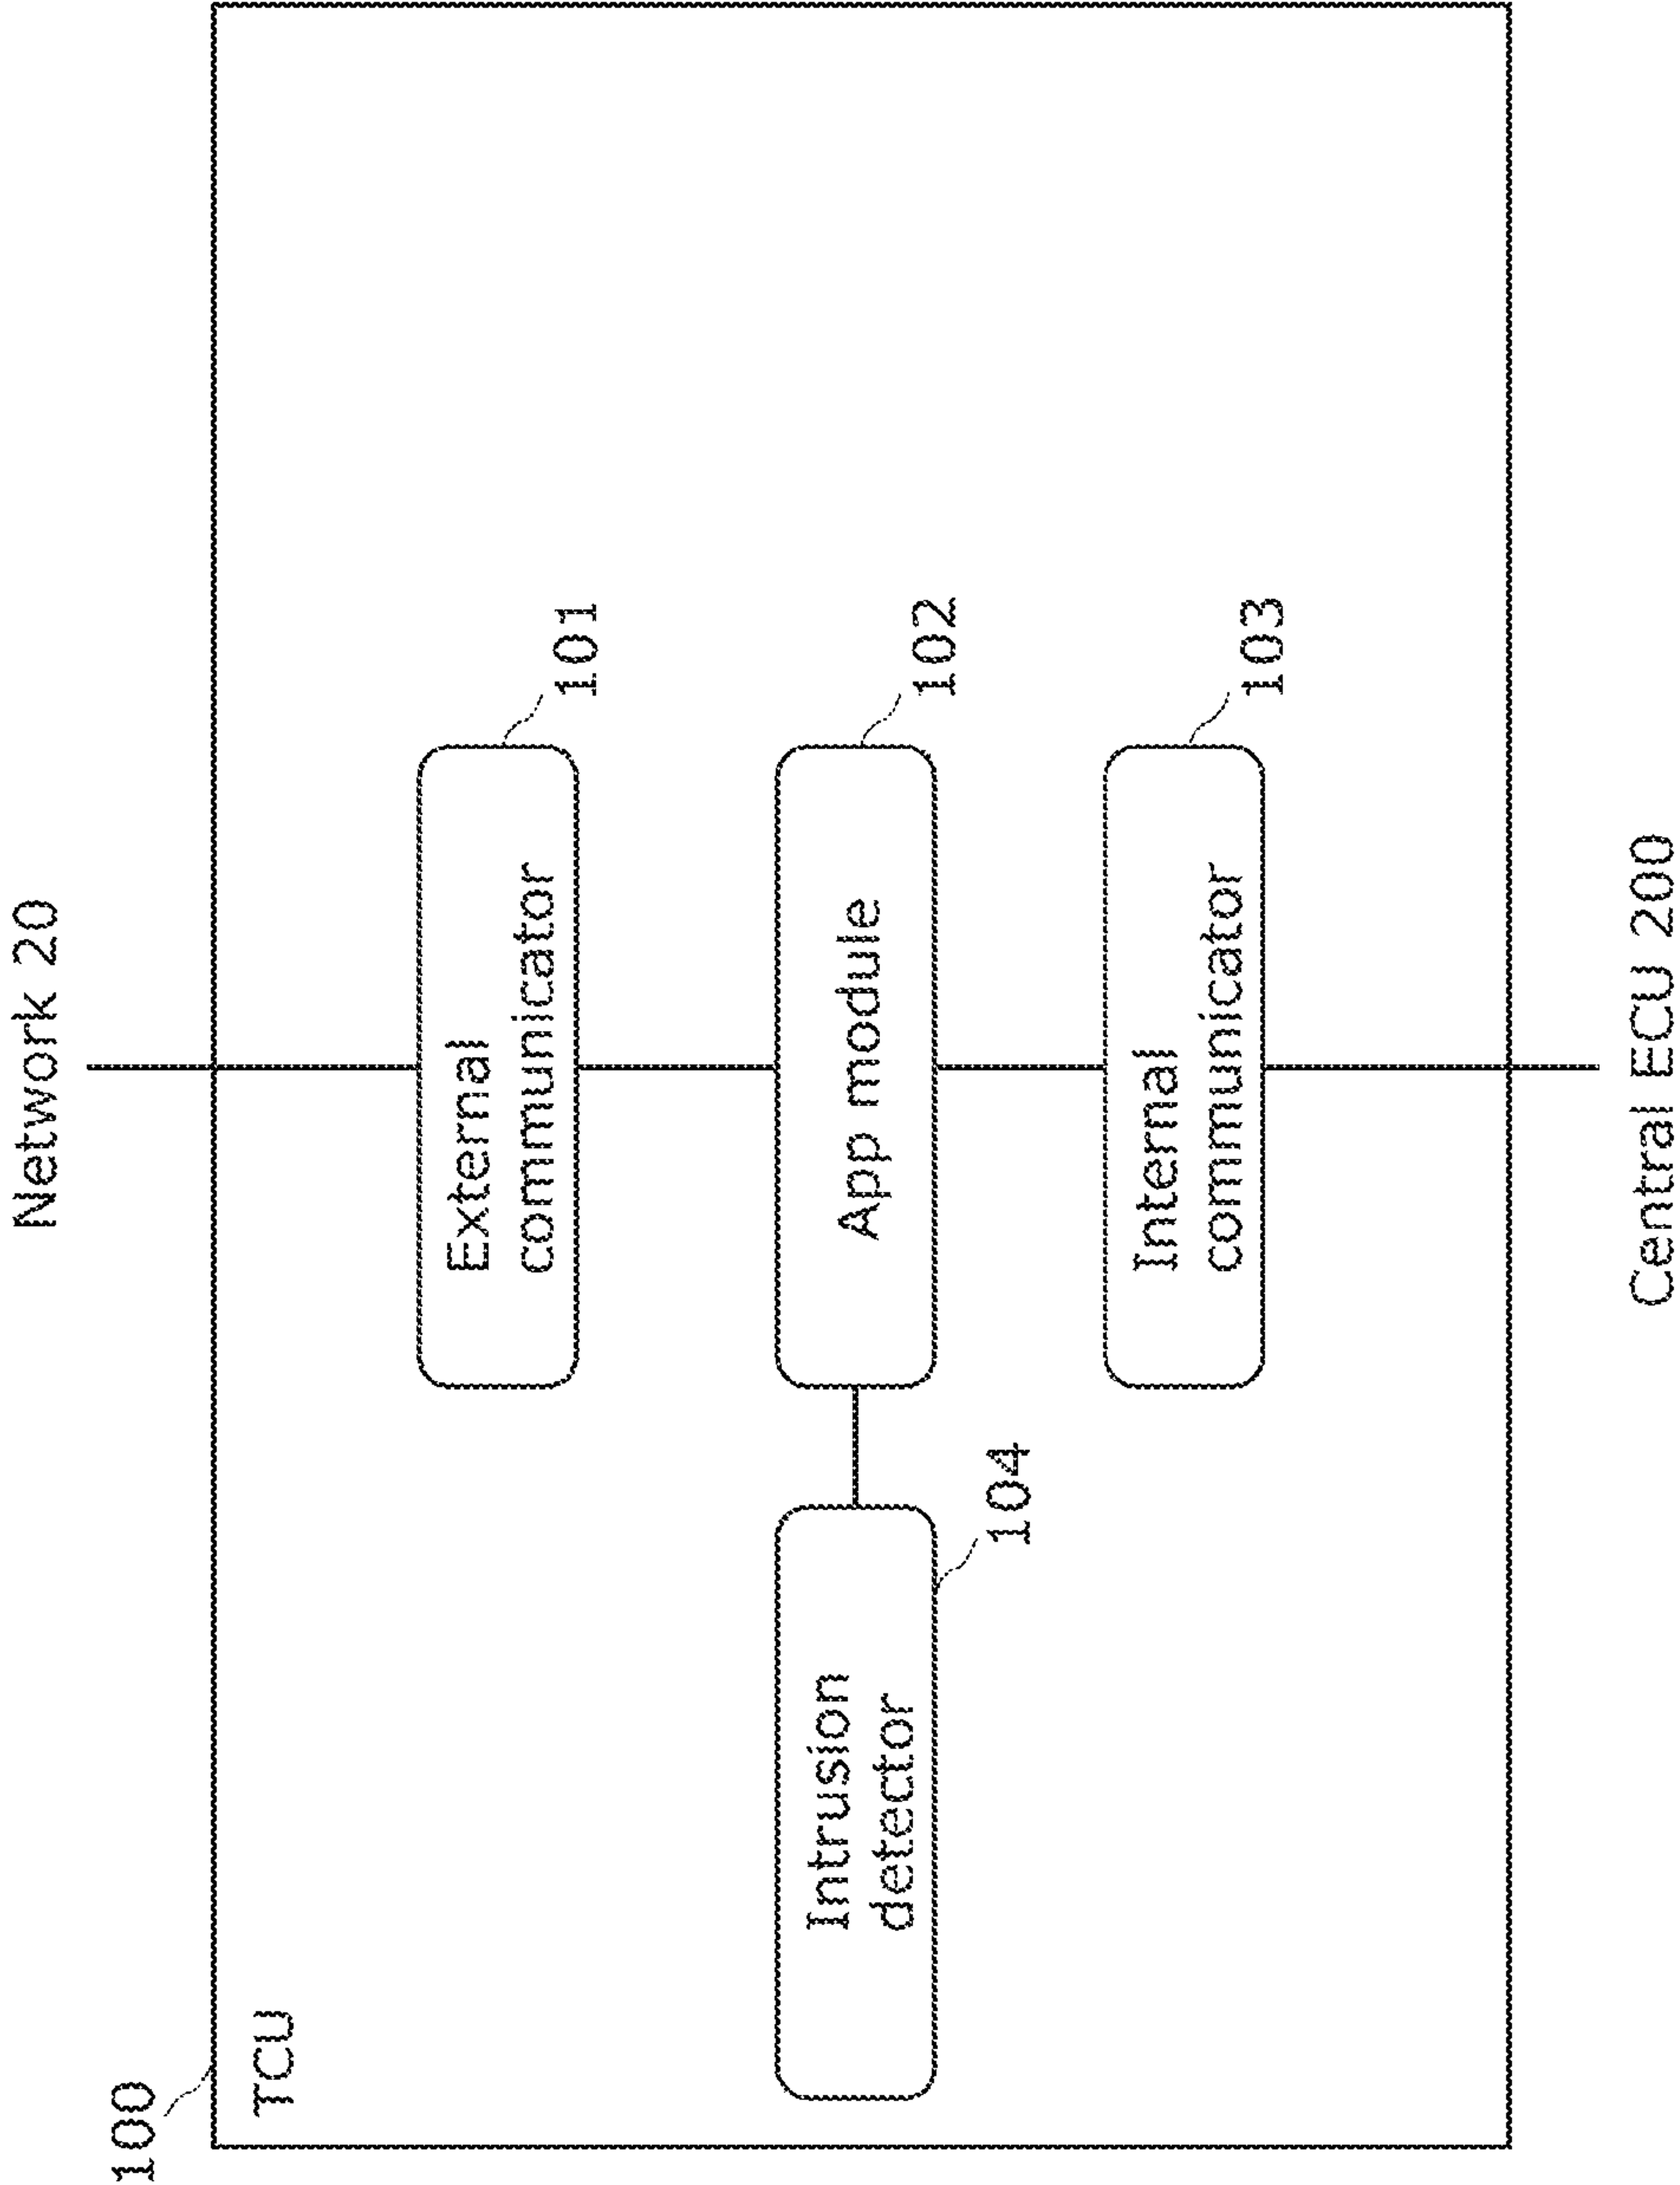 Network 20
100
TCU
External
communicator
101
Intrusion
detector
104
App module
102
Internal
communicator
103
Central ECU 200